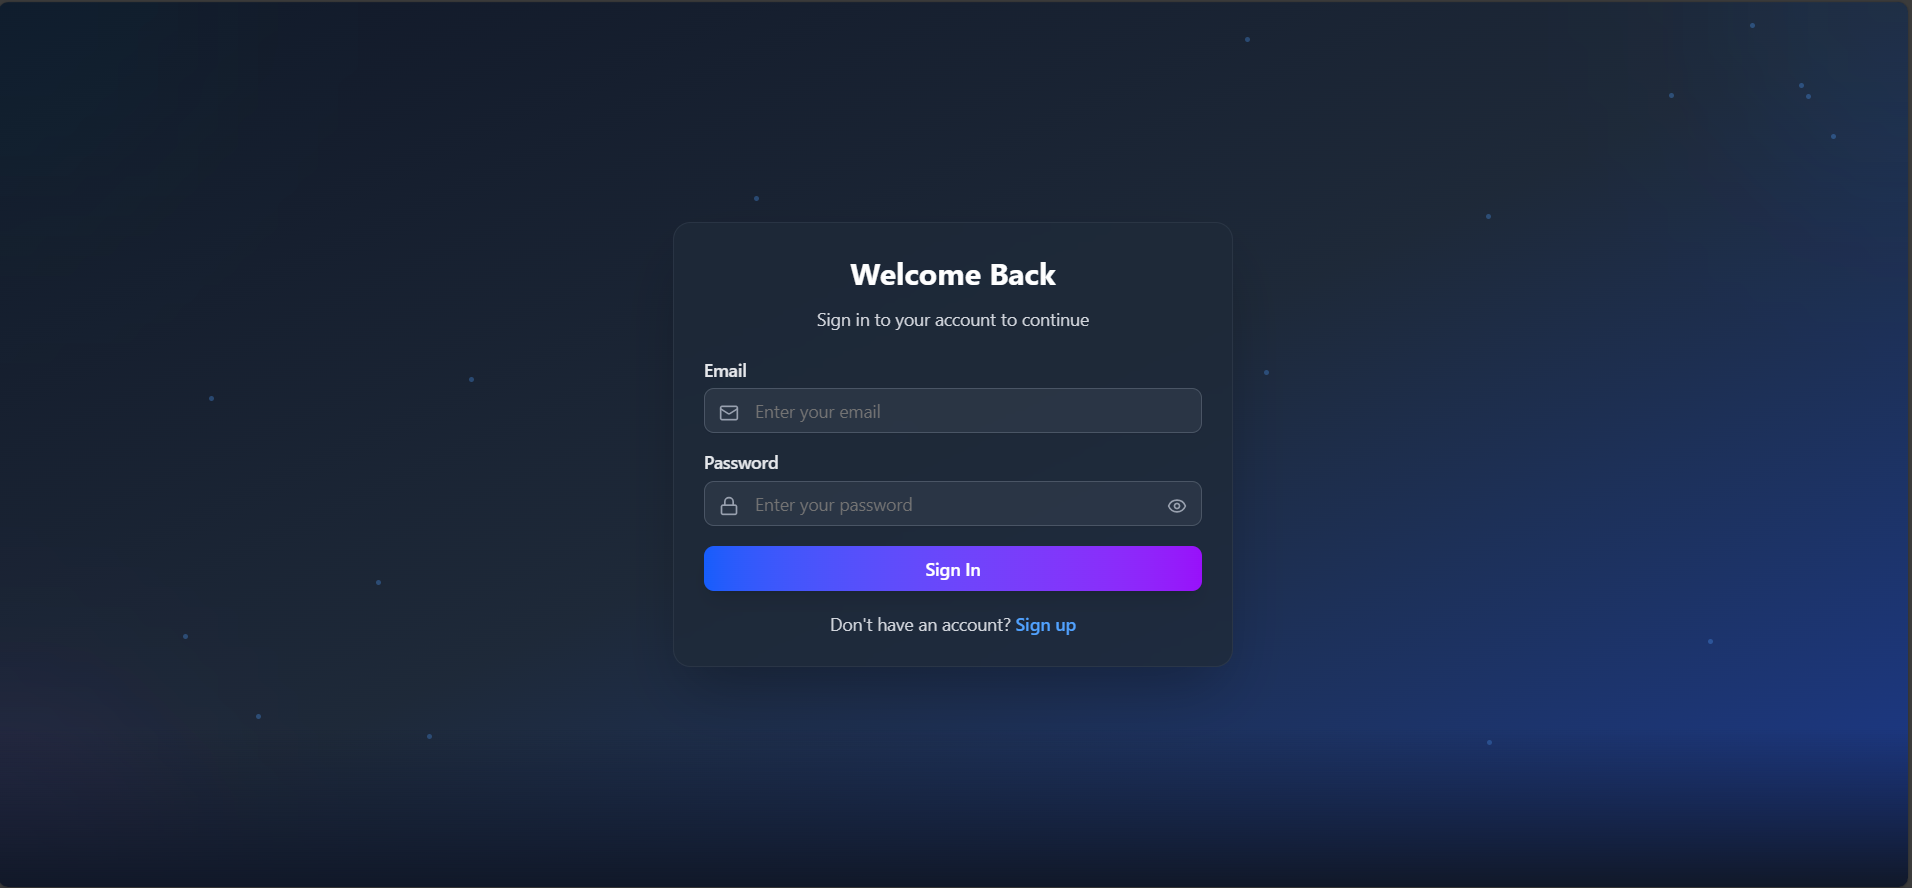 Welcome Back
Sign in to your account to continue
Email
Enter your email
Password
Enter your password
Sign In
Don't have an account? Sign up